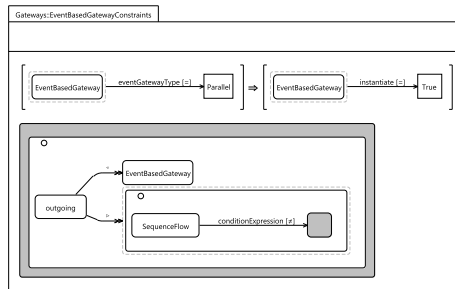 Gateways::EventBasedGatewayConstraints
EventBasedGateway eventGatewayType [=] Parallel ⇒ EventBasedGateway instantiate [=] True
EventBasedGateway
outgoing
SequenceFlow conditionExpression [≠]